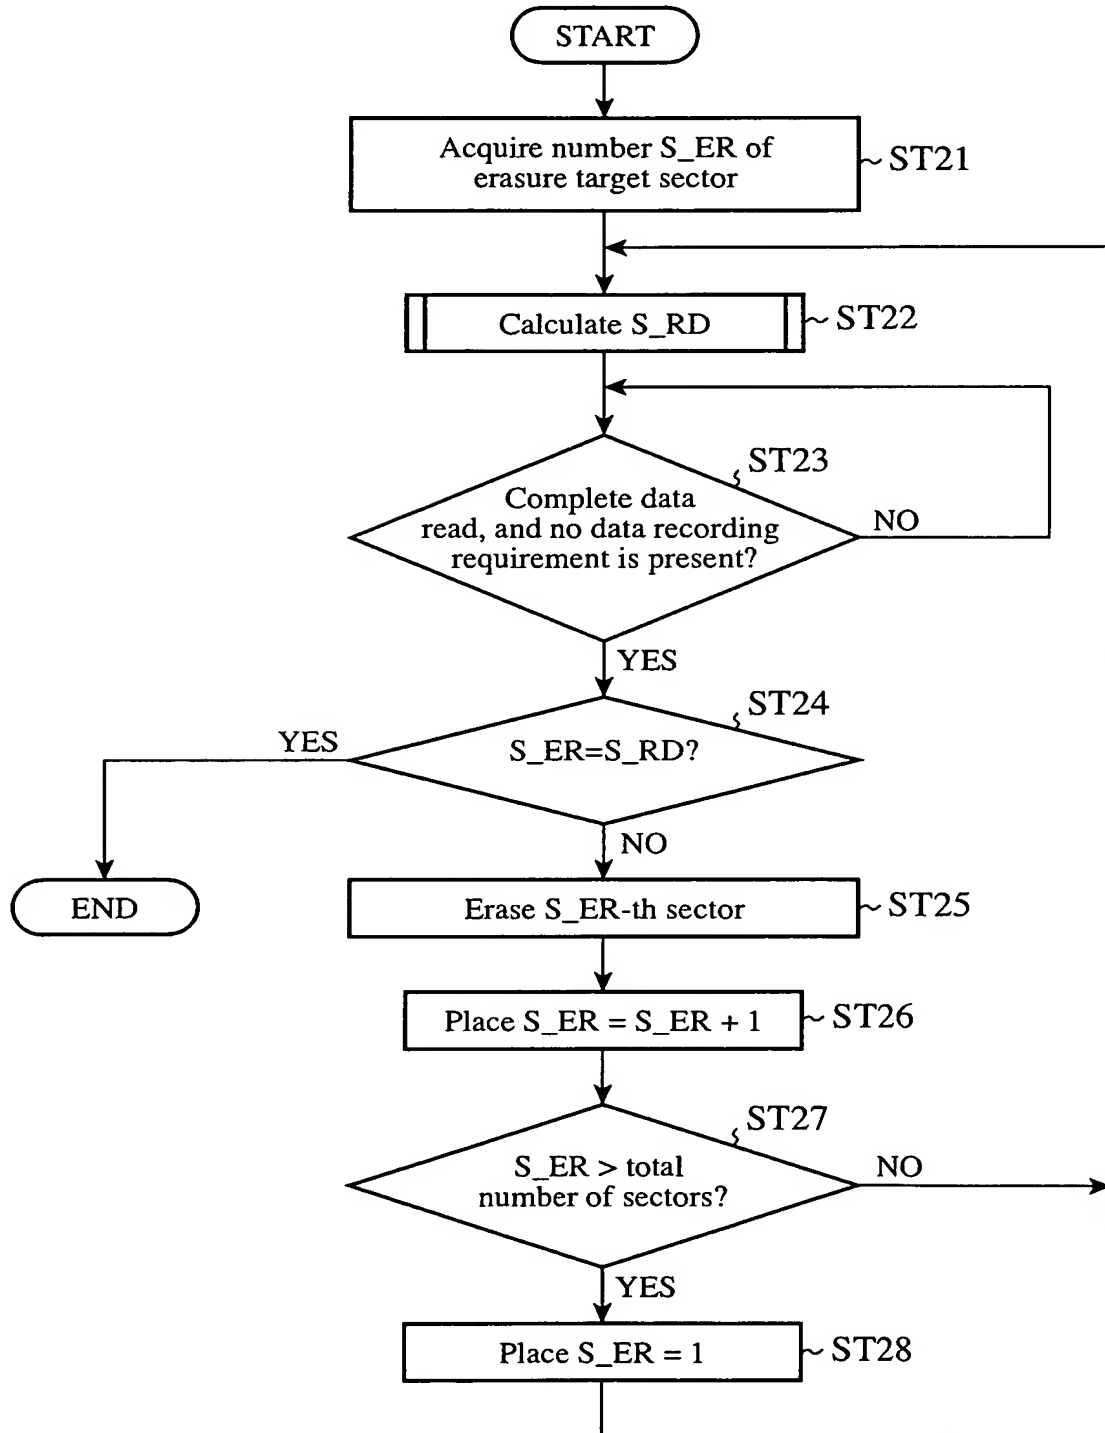 START
Acquire number S_ER of
erasure target sector
ST21
Calculate S_RD
ST22
ST23
Complete data
read, and no data recording
requirement is present?
NO
YES
ST24
YES
S_ER=S_RD?
NO
END
Erase S_ER-th sector
ST25
Place S_ER = S_ER + 1
ST26
ST27
S_ER > total
number of sectors?
NO
YES
Place S_ER = 1
ST28